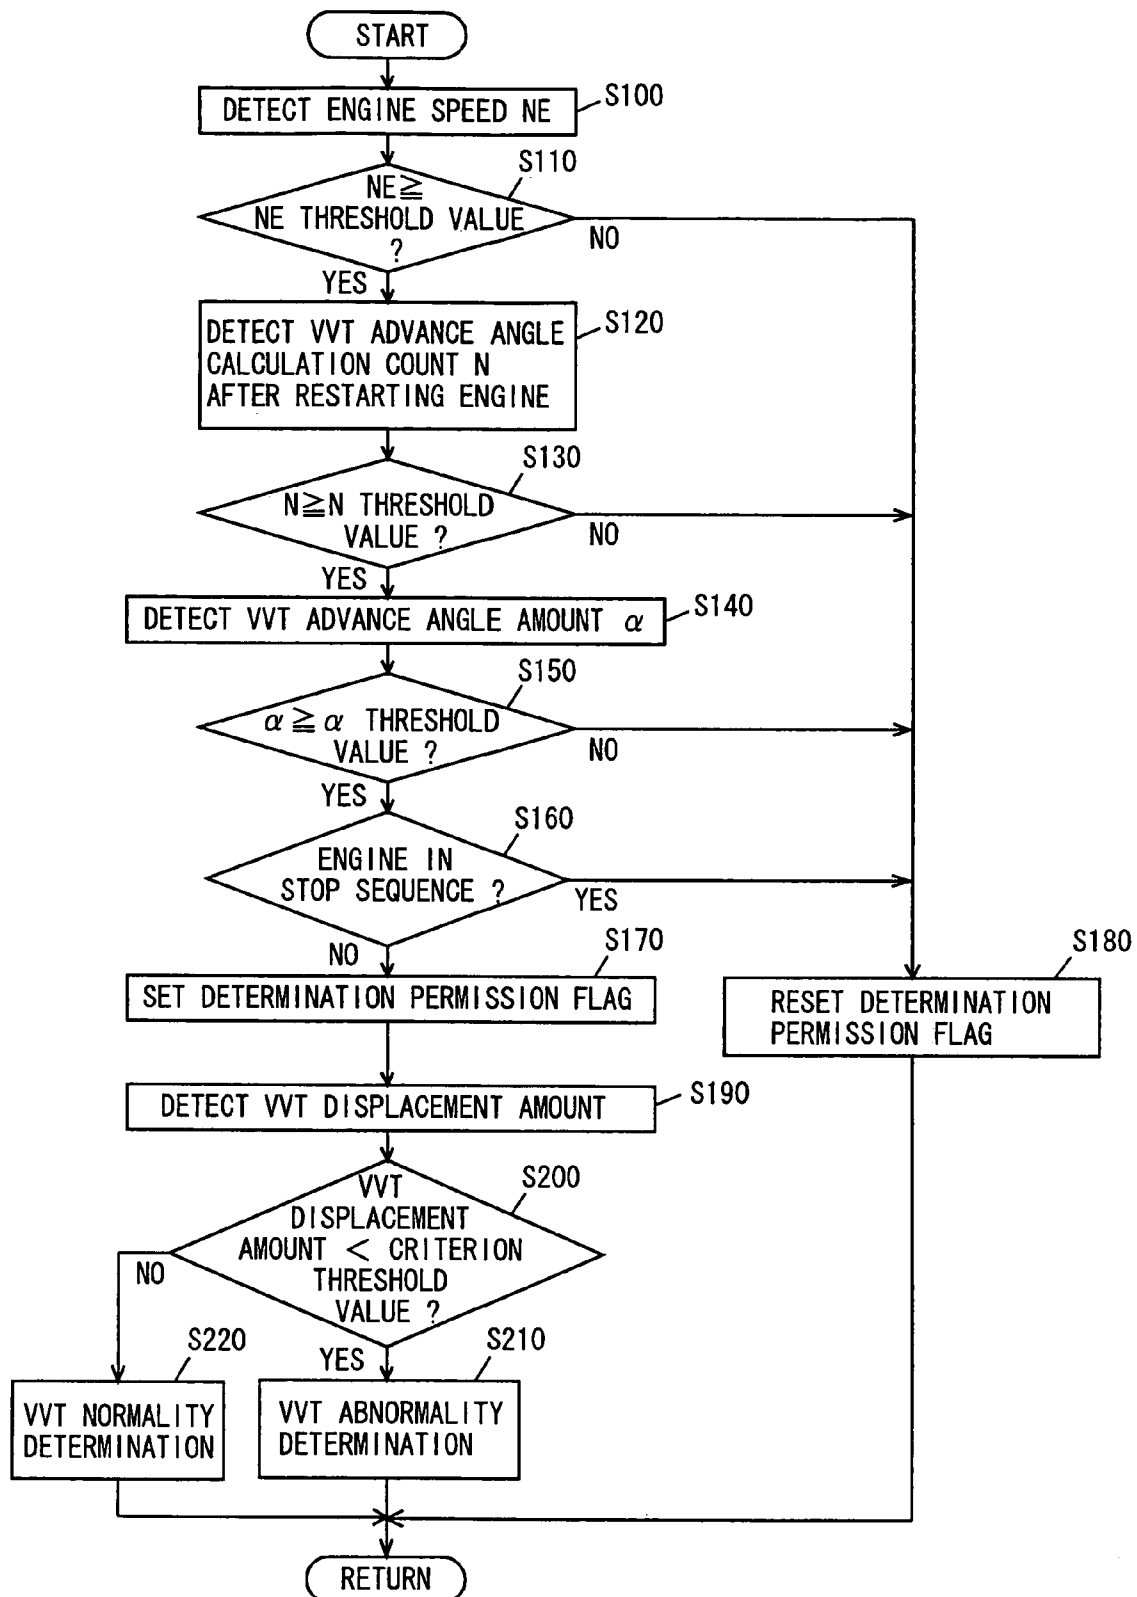 START
DETECT ENGINE SPEED NE
S100
S110
NE≧
NE THRESHOLD VALUE
?
NO
YES
DETECT VVT ADVANCE ANGLE
CALCULATION COUNT N
AFTER RESTARTING ENGINE
S120
S130
N≧N THRESHOLD
VALUE ?
NO
YES
DETECT VVT ADVANCE ANGLE AMOUNT α
S140
S150
α ≧ α THRESHOLD
VALUE ?
NO
YES
S160
ENGINE IN
STOP SEQUENCE ?
YES
NO
S170
SET DETERMINATION PERMISSION FLAG
S180
RESET DETERMINATION
PERMISSION FLAG
DETECT VVT DISPLACEMENT AMOUNT
S190
S200
VVT
DISPLACEMENT
AMOUNT < CRITERION
THRESHOLD
VALUE ?
NO
YES
S220
VVT NORMALITY
DETERMINATION
S210
VVT ABNORMALITY
DETERMINATION
RETURN